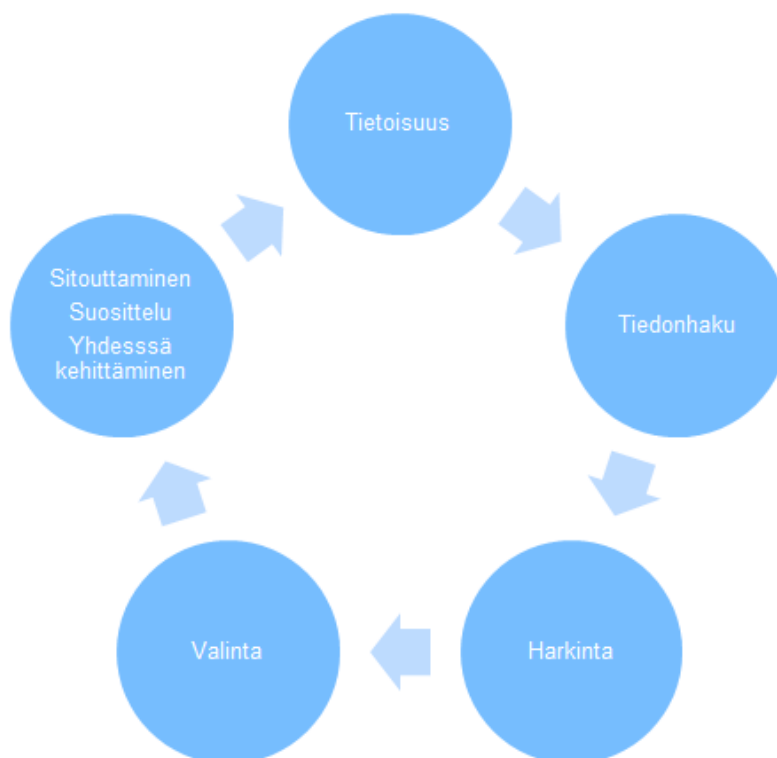 Tietoisuus
Tiedonhaku
Harkinta
Valinta
Sitouttaminen
Suosittelu
Yhdesssä
kehittäminen